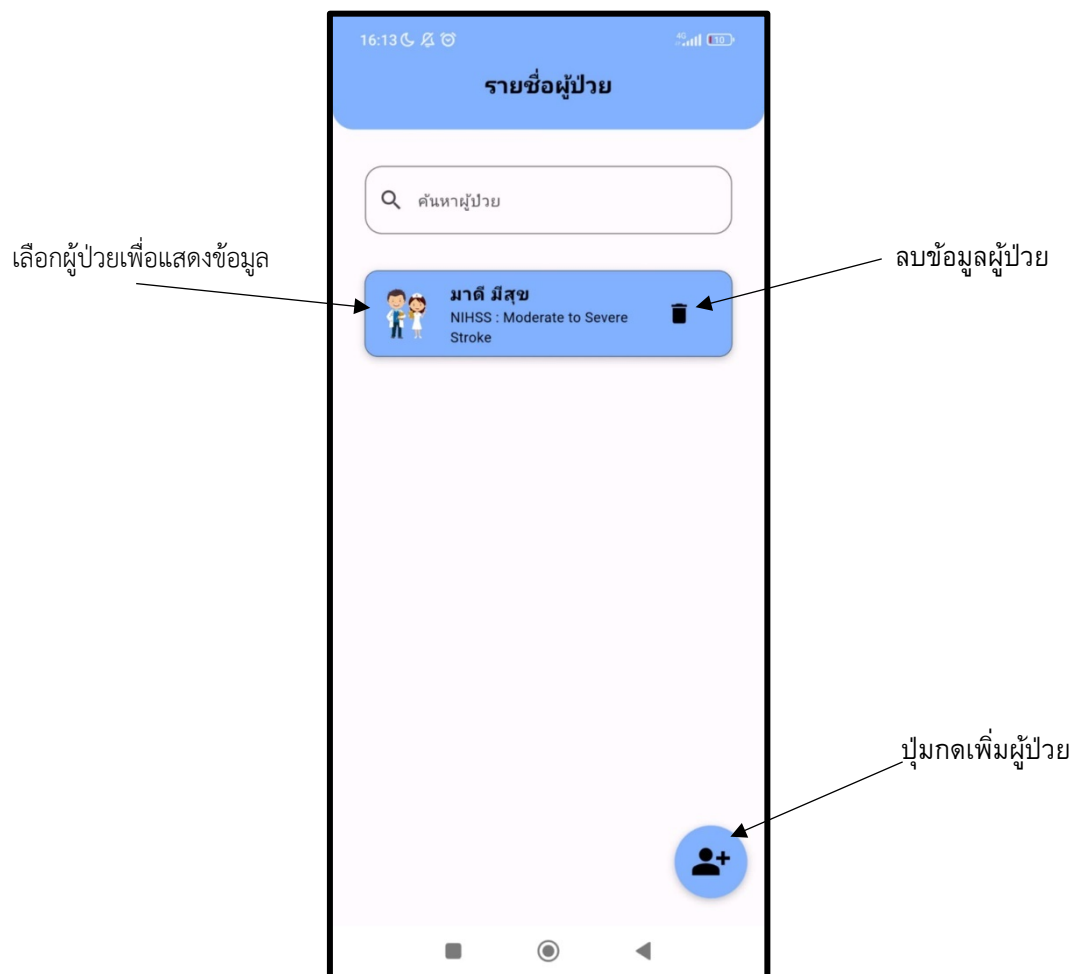 16:13
4G
10
รายชื่อผู้ป่วย
ค้นหาผู้ป่วย
เลือกผู้ป่วยเพื่อแสดงข้อมูล
ลบข้อมูลผู้ป่วย
มาดี มีสุข
NIHSS : Moderate to Severe
Stroke
ปุ่มกดเพิ่มผู้ป่วย